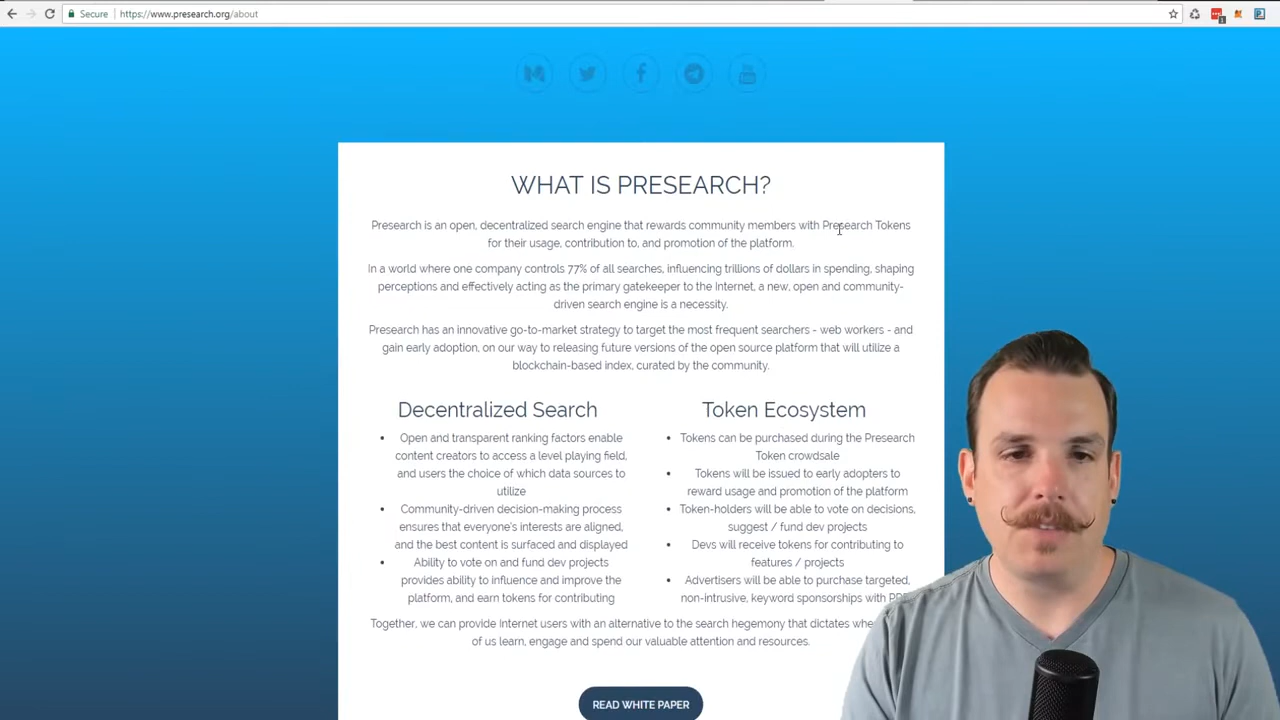 Secure
https://www.presearch.org/about
WHAT IS PRESEARCH?
Presearch is an open, decentralized search engine that rewards community members with Presearch Tokens
for their usage, contribution to, and promotion of the platform.
In a world where one company controls 77% of all searches, influencing trillions of dollars in spending, shaping
perceptions and effectively acting as the primary gatekeeper to the Internet, a new, open and community-
driven search engine is a necessity.
Presearch has an innovative go-to-market strategy to target the most frequent searchers - web workers - and
gain early adoption, on our way to releasing future versions of the open source platform that will utilize a
blockchain-based index, curated by the community.
Decentralized Search
• Open and transparent ranking factors enable
content creators to access a level playing field,
and users the choice of which data sources to
utilize
• Community-driven decision-making process
ensures that everyone's interests are aligned,
and the best content is surfaced and displayed
• Ability to vote on and fund dev projects
provides ability to influence and improve the
platform, and earn tokens for contributing
Token Ecosystem
• Tokens can be purchased during the Presearch
Token crowdsale
• Tokens will be issued to early adopters to
reward usage and promotion of the platform
• Token-holders will be able to vote on decisions,
suggest / fund dev projects
• Devs will receive tokens for contributing to
features / projects
• Advertisers will be able to purchase targeted,
non-intrusive, keyword sponsorships with
Together, we can provide Internet users with an alternative to the search hegemony that dictates
of us learn, engage and spend our valuable attention and resources.
READ WHITE PAPER